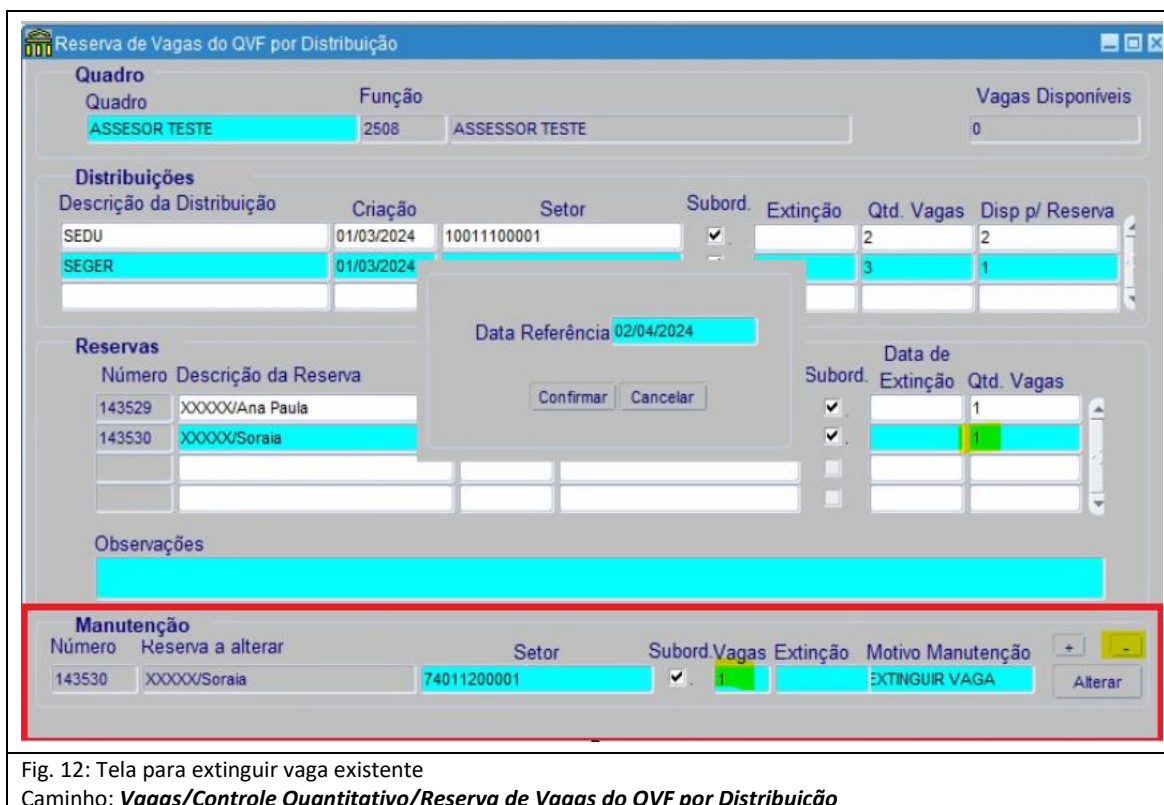 Reserva de Vagas do QVF por Distribuição
Quadro
Quadro Função Vagas Disponíveis
ASSESOR TESTE 2508 ASSESSOR TESTE 0
Distribuições
Descrição da Distribuição Criação Setor Subord. Extinção Qtd. Vagas Disp p/ Reserva
SEDU 01/03/2024 10011100001 2 2
SEGER 01/03/2024 3 1
Data Referência 02/04/2024
Confirmar Cancelar
Reservas
Número Descrição da Reserva Subord. Data de Extinção Qtd. Vagas
143529 XXXXX/Ana Paula 1
143530 XXXXX/Soraia 1
Observações
Manutenção
Número Reserva a alterar Setor Subord. Vagas Extinção Motivo Manutenção + -
143530 XXXXX/Soraia 74011200001 1 EXTINGUIR VAGA Alterar
Fig. 12: Tela para extinguir vaga existente
Caminho: Vagas/Controle Quantitativo/Reserva de Vagas do QVF por Distribuição